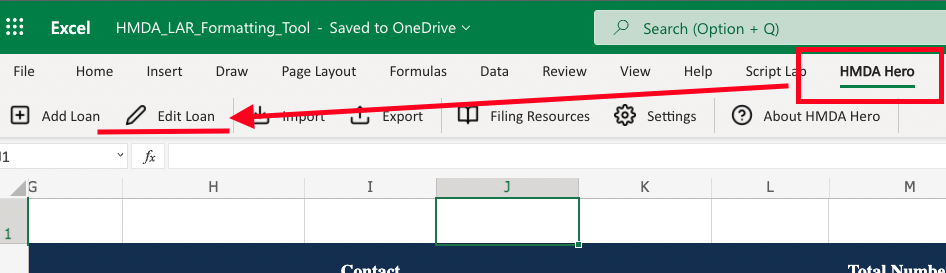 Excel HMDA_LAR_Formatting_Tool - Saved to OneDrive Search (Option + Q)
File Home Insert Draw Page Layout Formulas Data Review View Help Script Lab HMDA Hero
Add Loan Edit Loan Import Export Filing Resources Settings About HMDA Hero
J1 fx
G H I J K L M
1
Contact Total Numbe